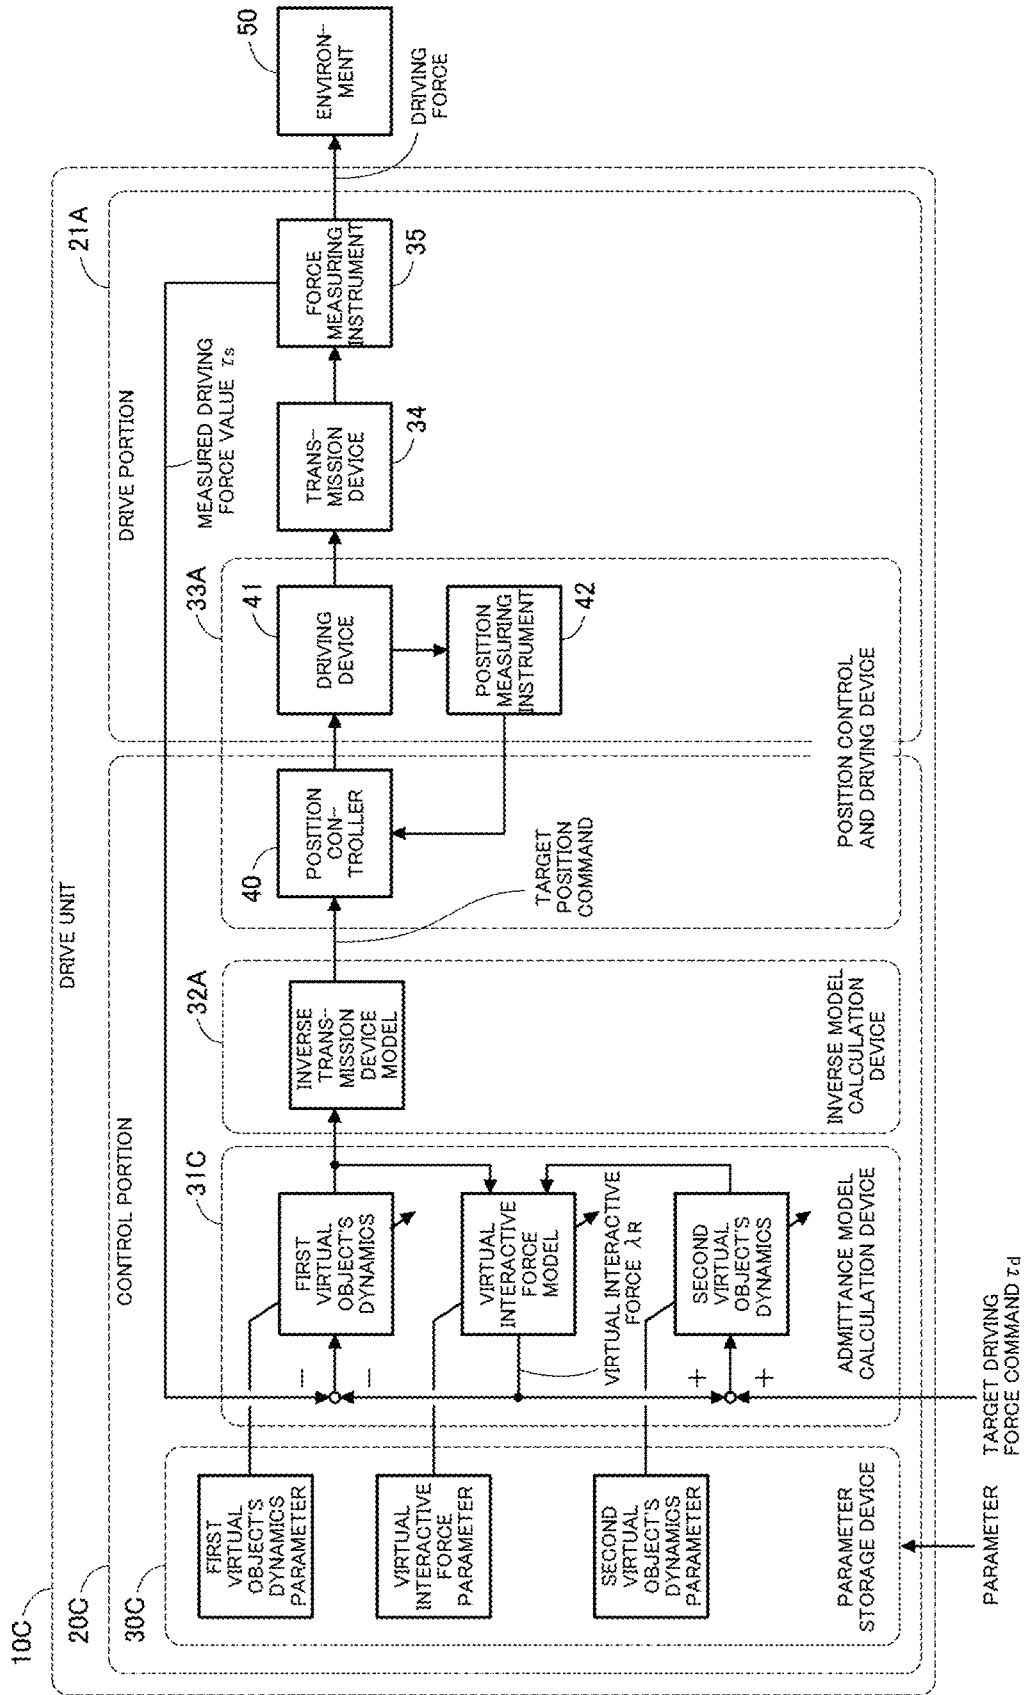 10C
DRIVE UNIT
20C
CONTROL PORTION
DRIVE PORTION
21A
30C
31C
32A
33A
MEASURED DRIVING
FORCE VALUE τs
FIRST
VIRTUAL
OBJECT'S
DYNAMICS
PARAMETER
VIRTUAL
INTERACTIVE
FORCE
PARAMETER
SECOND
VIRTUAL
OBJECT'S
DYNAMICS
PARAMETER
PARAMETER
STORAGE DEVICE
PARAMETER
−
−
+
+
FIRST
VIRTUAL
OBJECT'S
DYNAMICS
VIRTUAL
INTERACTIVE
FORCE
MODEL
VIRTUAL INTERACTIVE
FORCE λR
SECOND
VIRTUAL
OBJECT'S
DYNAMICS
ADMITTANCE MODEL
CALCULATION DEVICE
TARGET DRIVING
FORCE COMMAND τd
INVERSE
TRANS-
MISSION
DEVICE
MODEL
INVERSE MODEL
CALCULATION
DEVICE
40
POSITION
CON-
TROLLER
TARGET
POSITION
COMMAND
41
DRIVING
DEVICE
POSITION
MEASURING
INSTRUMENT
42
POSITION CONTROL
AND DRIVING DEVICE
TRANS-
MISSION
DEVICE
34
FORCE
MEASURING
INSTRUMENT
35
DRIVING
FORCE
50
ENVIRON-
MENT